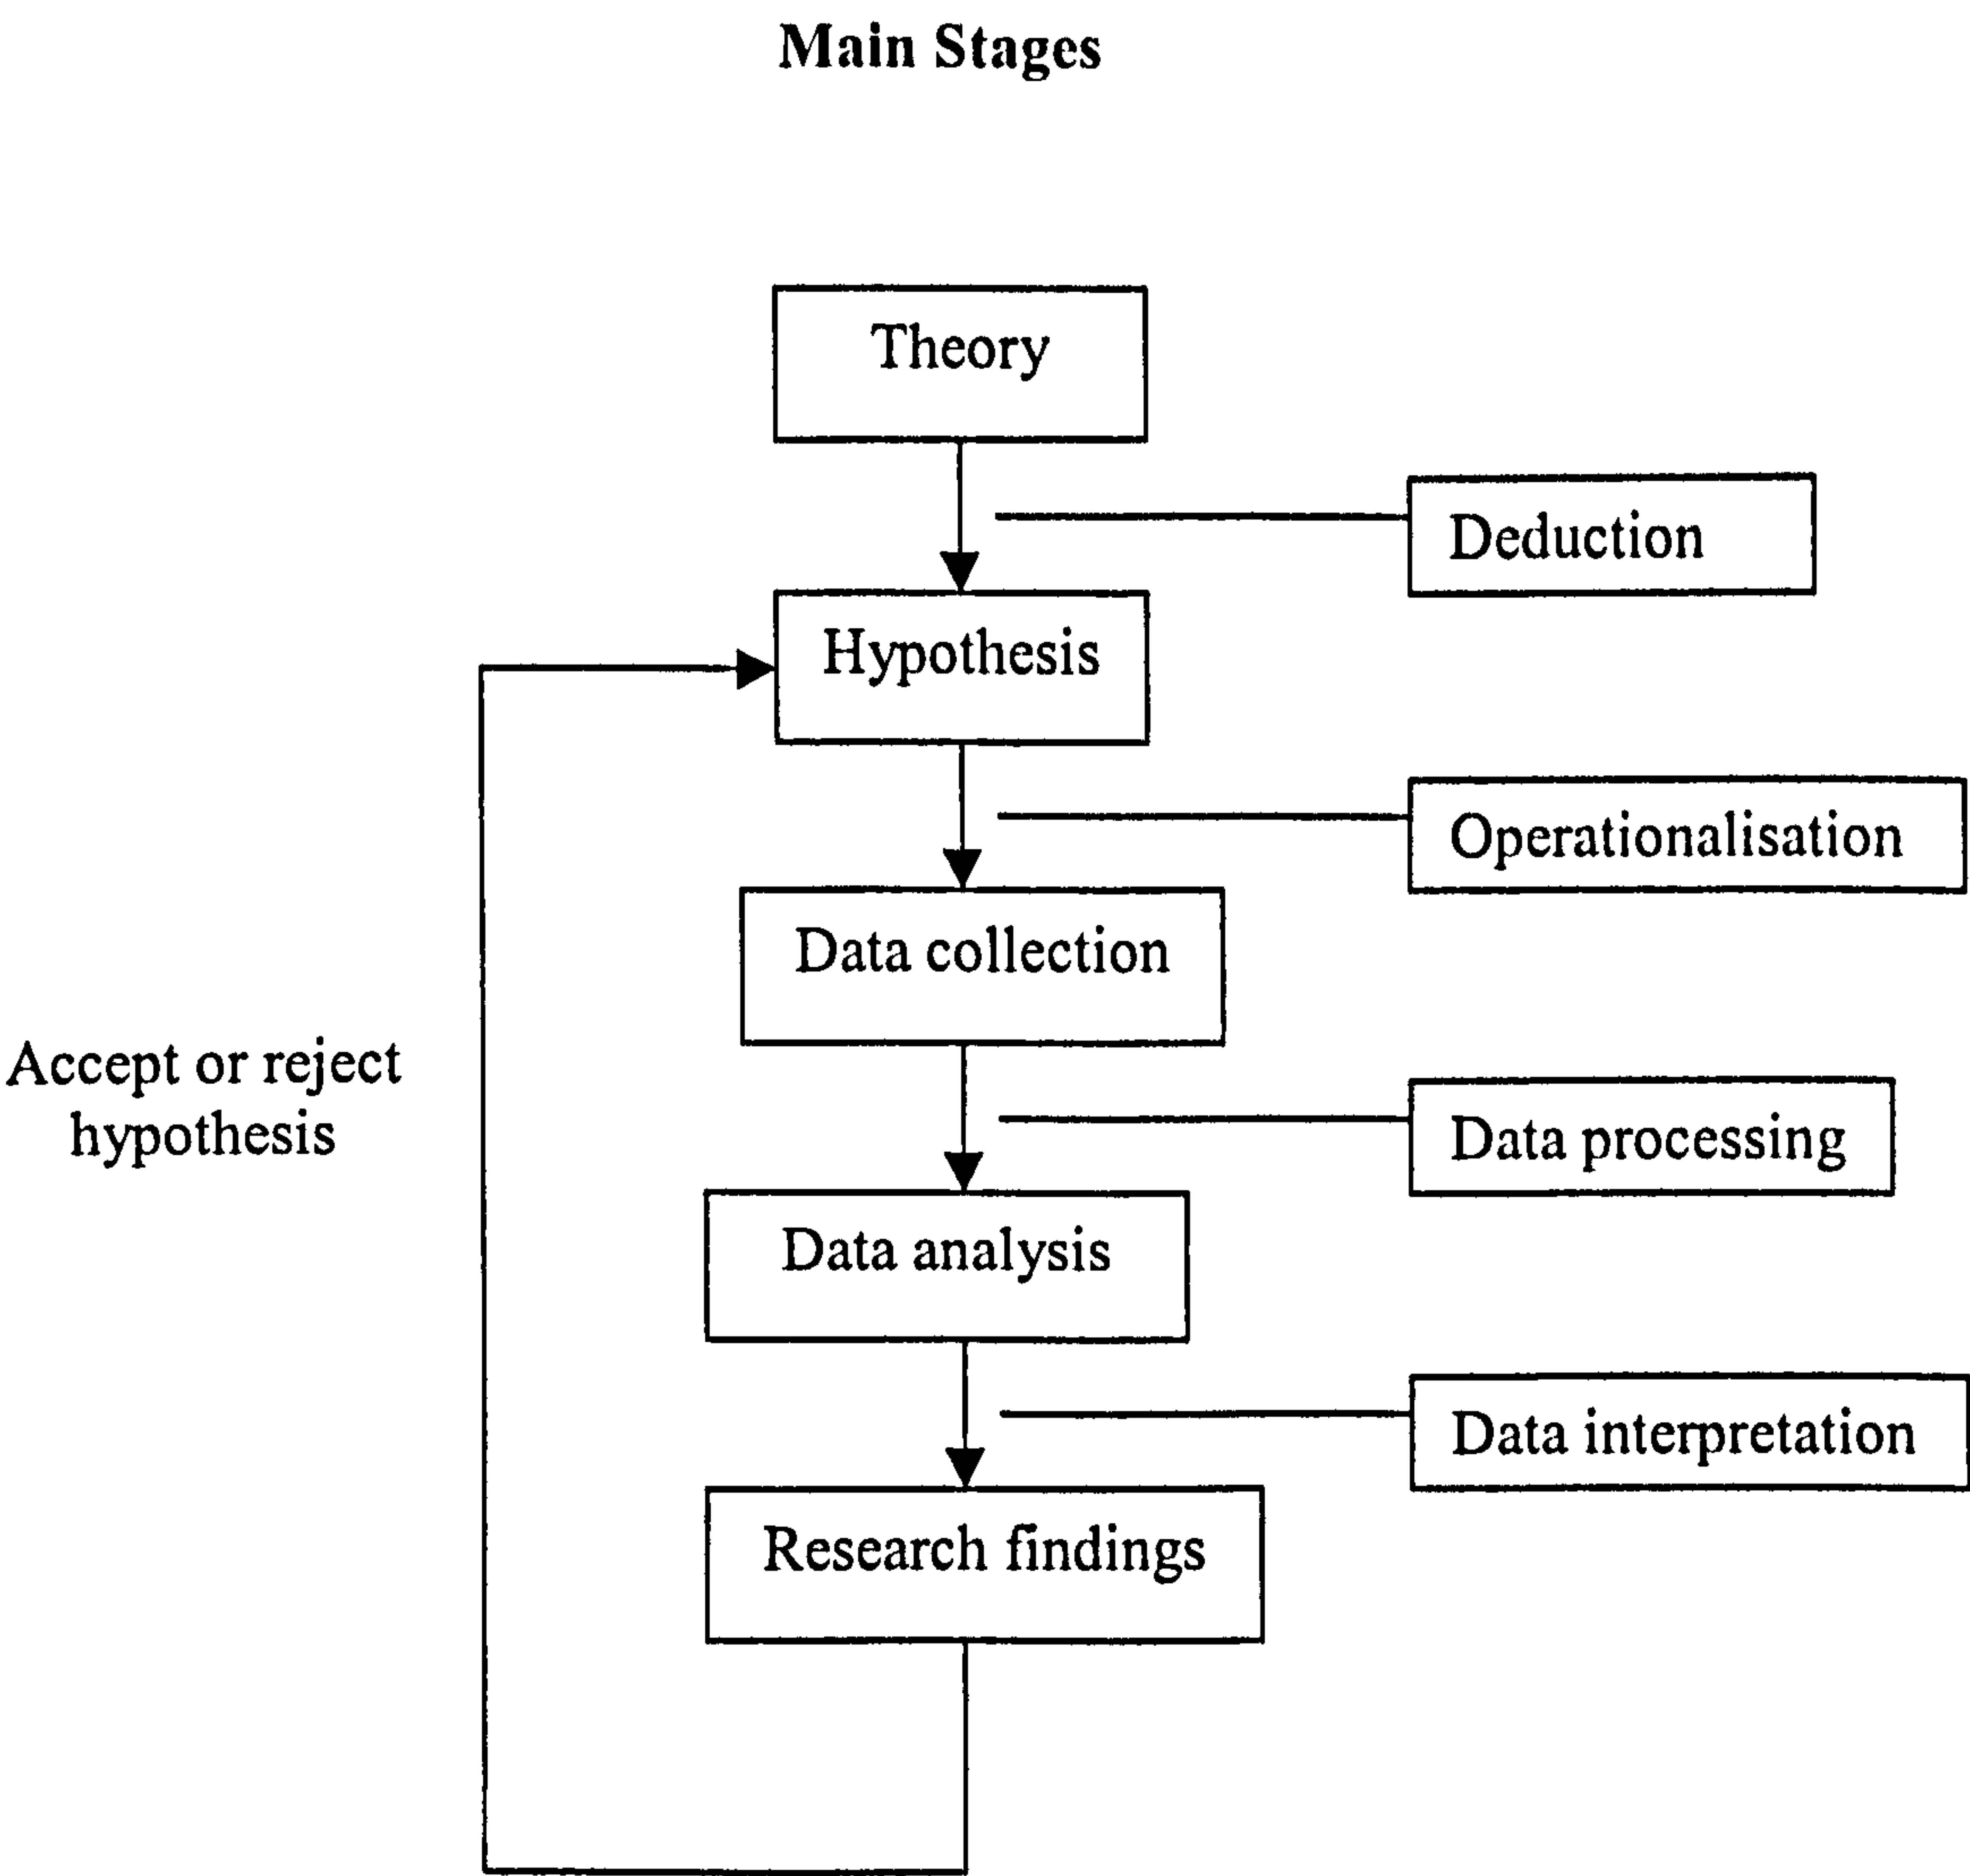 Main Stages
Theory
Deduction
Hypothesis
Operationalisation
Data collection
Accept or reject
hypothesis
Data processing
Data analysis
Data interpretation
Research findings